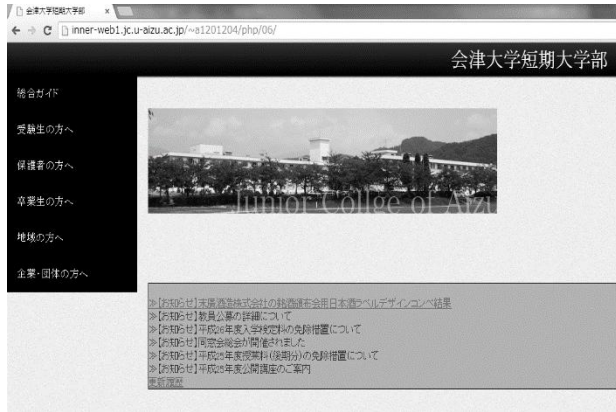 会津大学短期大学部
inner-web1.jc.u-aizu.ac.jp/~a1201204/php/06/
会津大学短期大学部
総合ガイド
受験生の方へ
保護者の方へ
卒業生の方へ
地域の方へ
企業・団体の方へ
Junior Collge of Aizu
≫【お知らせ】末廣酒造株式会社の銘酒頒布会用日本酒ラベルデザインコンペ結果
≫【お知らせ】教員公募の詳細について
≫【お知らせ】平成26年度入学検定料の免除措置について
≫【お知らせ】同窓会総会が開催されました
≫【お知らせ】平成25年度授業料(後期分)の免除措置について
≫【お知らせ】平成25年度公開講座のご案内
更新履歴